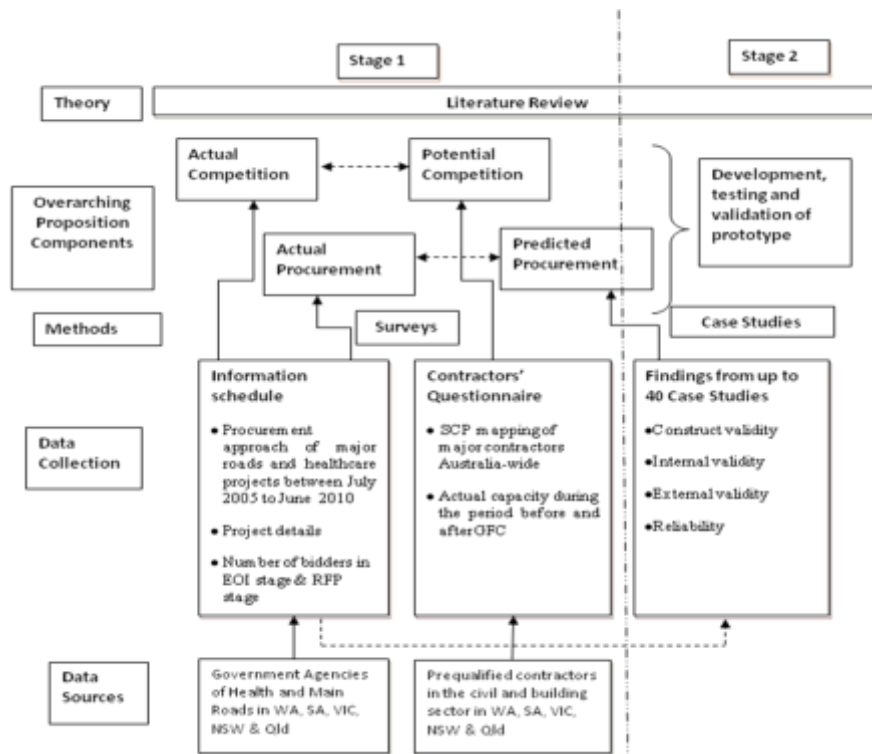 Stage 1
Stage 2
Theory
Literature Review
Actual
Competition
Potential
Competition
Overarching
Proposition
Components
Development,
testing and
validation of
prototype
Actual
Procurement
Predicted
Procurement
Methods
Surveys
Case Studies
Data
Collection
Information
schedule
•Procurement
approach of major
roads and healthcare
projects between July
2005 to June 2010
•Project details
•Number of bidders in
EOI stage & RFP
stage
Contractors'
Questionnaire
•SCP mapping of
major contractors
Australia-wide
•Actual capacity during
the period before and
after GFC
Findings from up to
40 Case Studies
•Construct validity
•Internal validity
•External validity
•Reliability
Data
Sources
Government Agencies
of Health and Main
Roads in WA, SA, VIC,
NSW & Qld
Prequalified contractors
in the civil and building
sector in WA, SA, VIC,
NSW & Qld